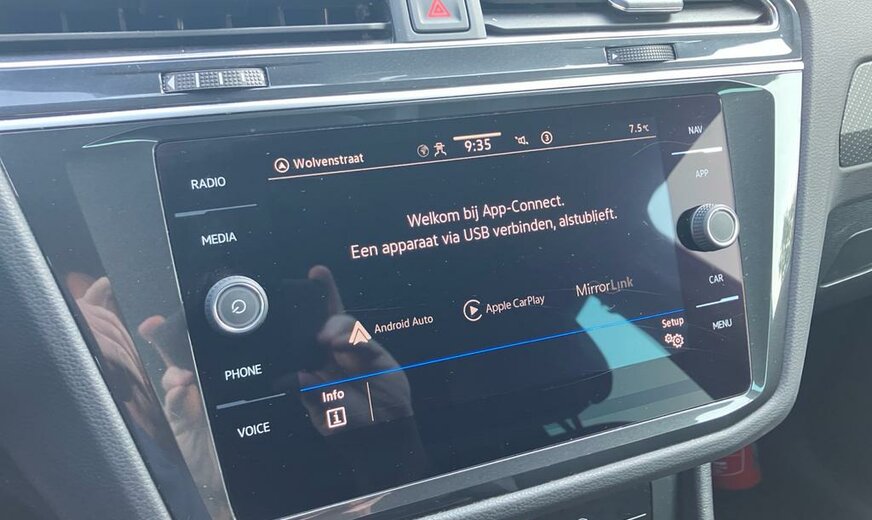 Wolvenstraat
9:35
3
7.5°C
NAV
RADIO
APP
Welkom bij App-Connect.
Een apparaat via USB verbinden, alstublieft.
MEDIA
Android Auto
Apple CarPlay
MirrorLink
CAR
Setup
MENU
PHONE
Info
VOICE